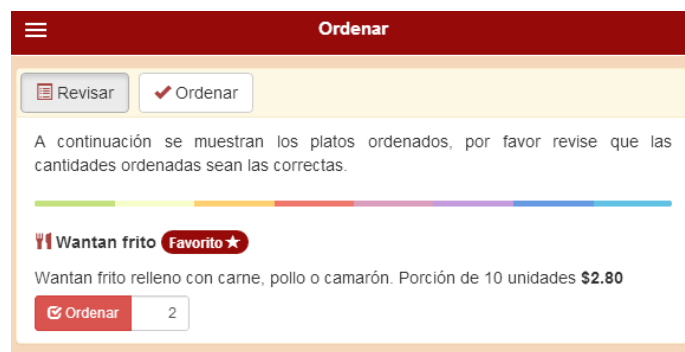 Ordenar
Revisar
Ordenar
A continuación se muestran los platos ordenados, por favor revise que las
cantidades ordenadas sean las correctas.
Wantan frito Favorito
Wantan frito relleno con carne, pollo o camarón. Porción de 10 unidades $2.80
Ordenar 2